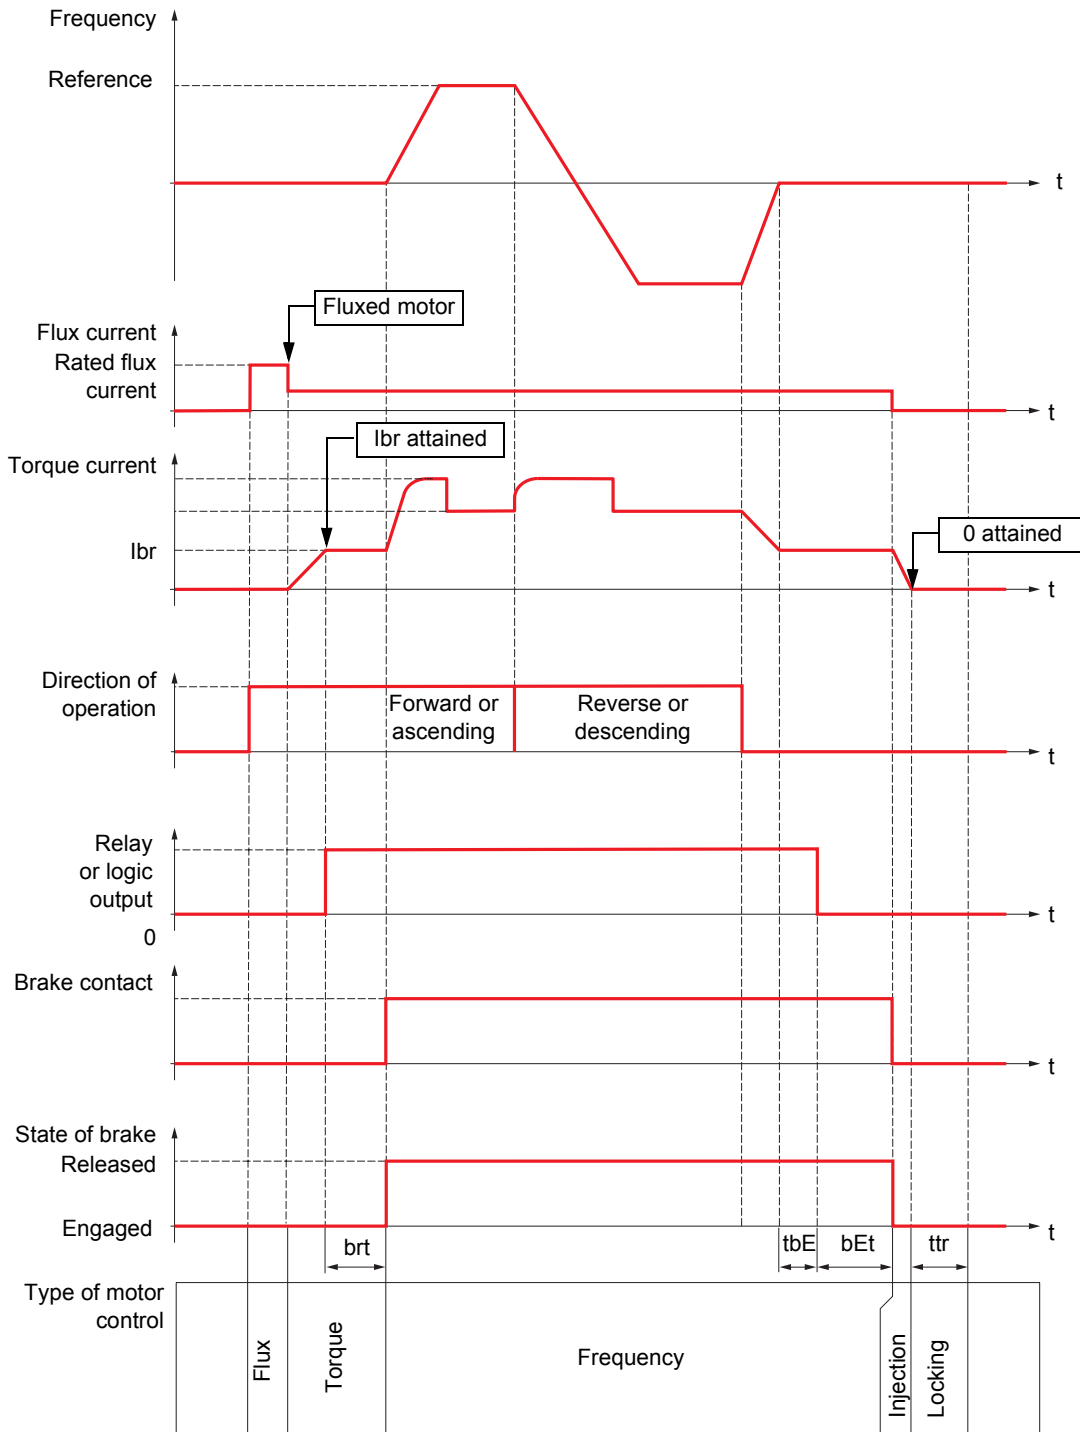 Frequency
Reference
t
Fluxed motor
Flux current
Rated flux
current
t
Ibr attained
Torque current
0 attained
Ibr
t
Direction of
operation
Forward or
ascending
Reverse or
descending
t
Relay
or logic
output
0
t
Brake contact
t
State of brake
Released
Engaged
t
brt
tbE
bEt
ttr
Type of motor
control
Flux
Torque
Frequency
Injection
Locking